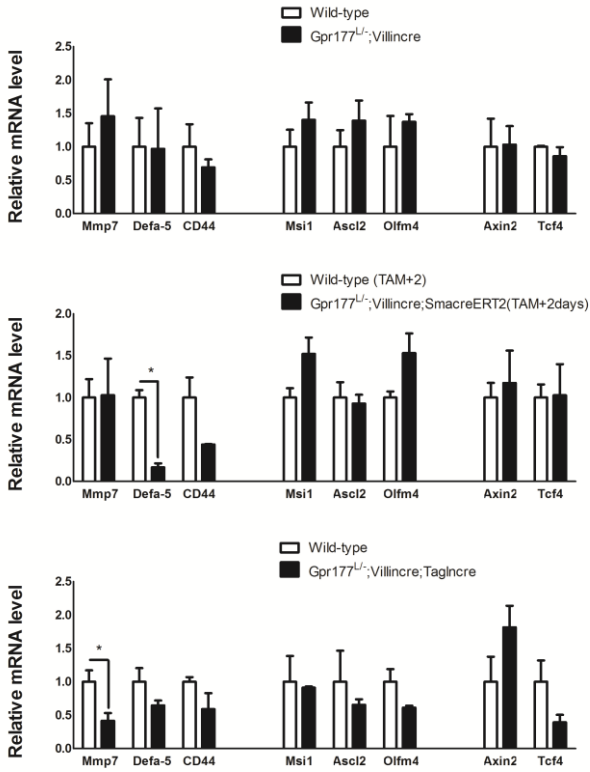 Wild-type
Gpr177L/-;Villincre
Relative mRNA level
2.5
2.0
1.5
1.0
0.5
0.0
Mmp7 Defa-5 CD44 Msi1 Ascl2 Olfm4 Axin2 Tcf4
Wild-type (TAM+2)
Gpr177L/-;Villincre;SmacreERT2(TAM+2days)
Relative mRNA level
2.0
1.5
1.0
0.5
0.0
*
Mmp7 Defa-5 CD44 Msi1 Ascl2 Olfm4 Axin2 Tcf4
Wild-type
Gpr177L/-;Villincre;Taglncre
Relative mRNA level
2.5
2.0
1.5
1.0
0.5
0.0
*
Mmp7 Defa-5 CD44 Msi1 Ascl2 Olfm4 Axin2 Tcf4